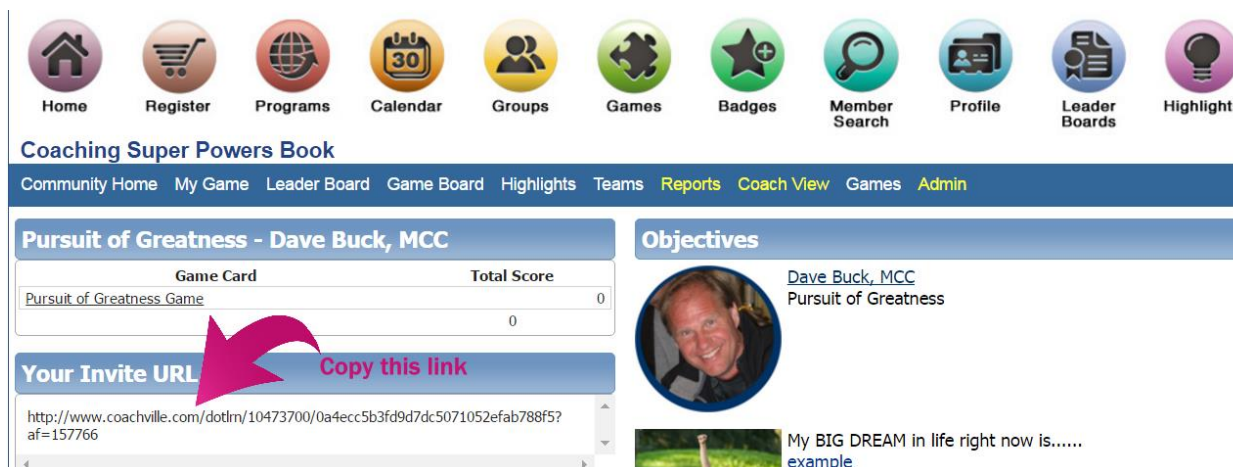 30
Home Register Programs Calendar Groups Games Badges Member Search Profile Leader Boards Highlight
Coaching Super Powers Book
Community Home My Game Leader Board Game Board Highlights Teams Reports Coach View Games Admin
Pursuit of Greatness - Dave Buck, MCC
Game Card Total Score
Pursuit of Greatness Game 0
0
Your Invite URL
Copy this link
http://www.coachville.com/dotlrn/10473700/0a4ecc5b3fd9d7dc5071052efab788f5?
af=157766
Objectives
Dave Buck, MCC
Pursuit of Greatness
My BIG DREAM in life right now is......
example